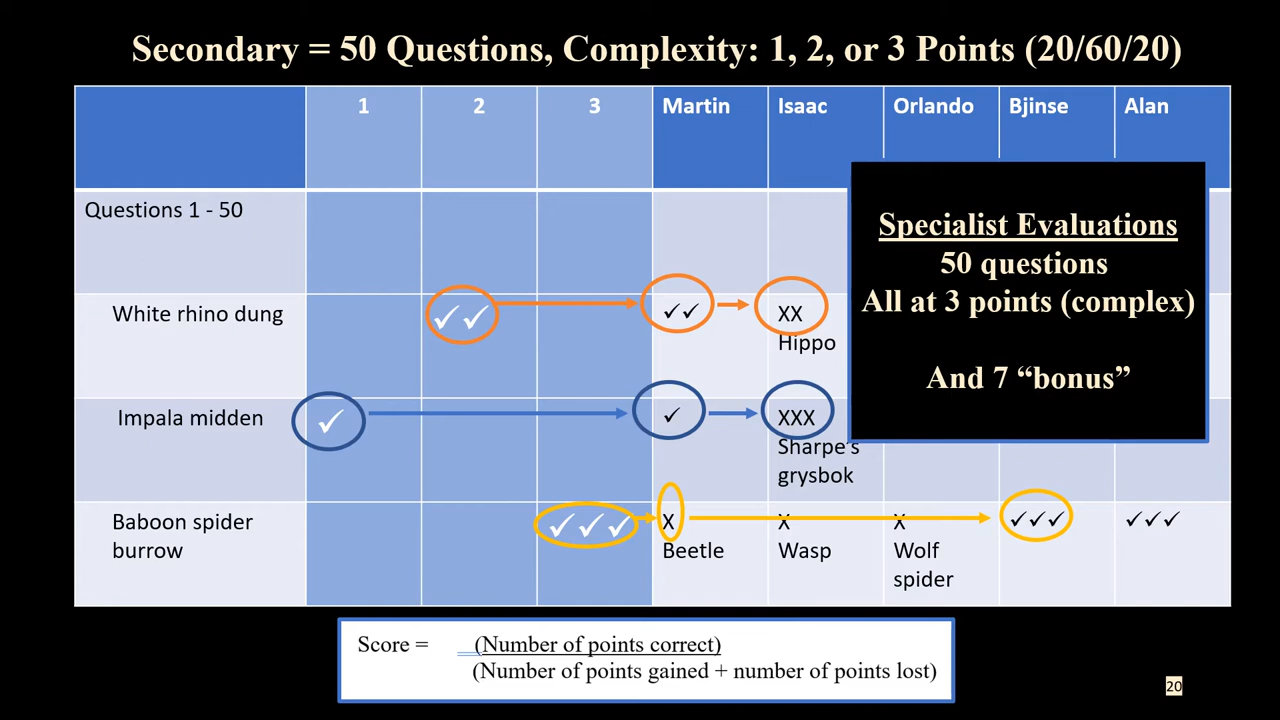 Secondary = 50 Questions, Complexity: 1, 2, or 3 Points (20/60/20)
1 2 3 Martin Isaac Orlando Bjinse Alan
Questions 1 - 50
White rhino dung ✓✓ ✓✓ XX
Hippo
Impala midden ✓ ✓ XXX
Sharpe's
grysbok
Baboon spider
burrow
✓✓✓ X X X ✓✓✓ ✓✓✓
Beetle Wasp Wolf
spider
Specialist Evaluations
50 questions
All at 3 points (complex)
And 7 “bonus”
Score = (Number of points correct)
(Number of points gained + number of points lost)
20